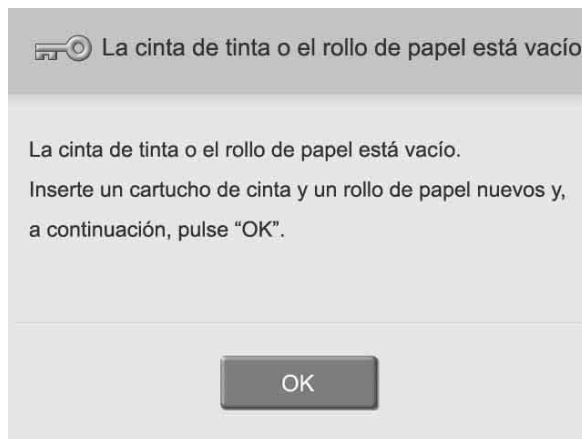 La cinta de tinta o el rollo de papel está vacío
La cinta de tinta o el rollo de papel está vacío.
Inserte un cartucho de cinta y un rollo de papel nuevos y,
a continuación, pulse “OK”.
OK